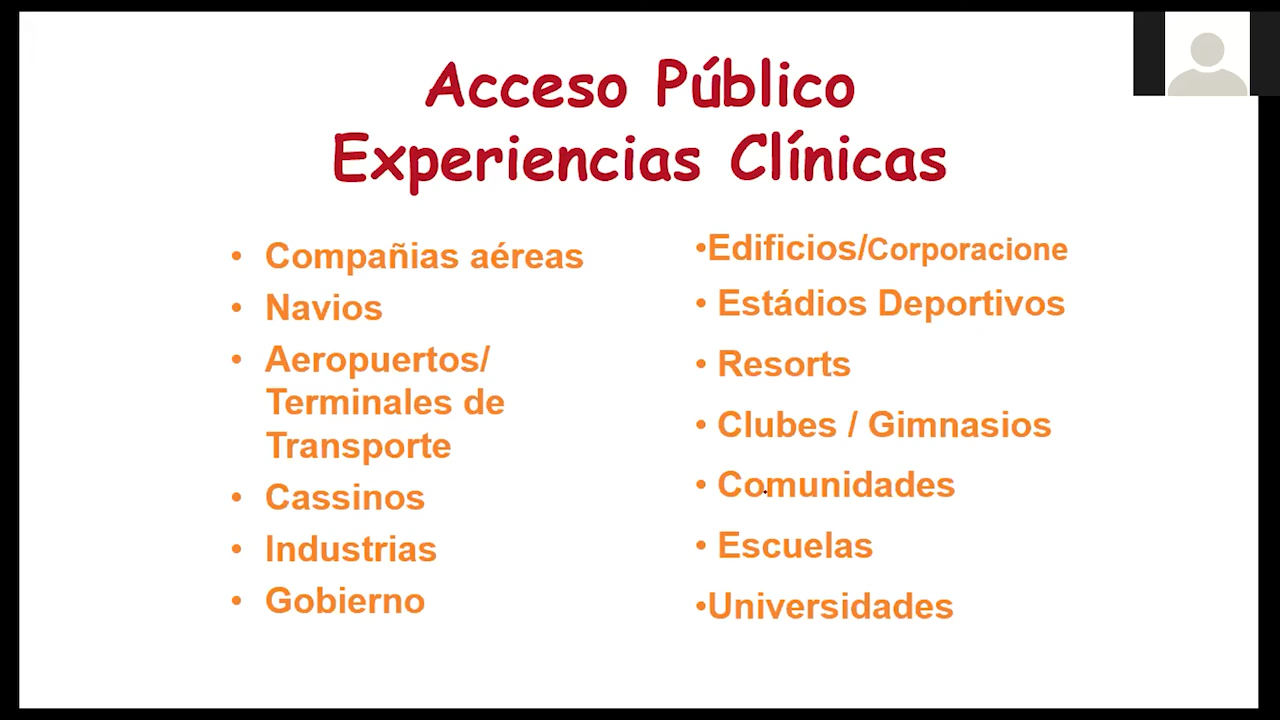 Acceso Público
Experiencias Clínicas
• Compañias aéreas
• Navios
• Aeropuertos/
Terminales de
Transporte
• Cassinos
• Industrias
• Gobierno
•Edificios/Corporacione
• Estádios Deportivos
• Resorts
• Clubes / Gimnasios
• Comunidades
• Escuelas
•Universidades